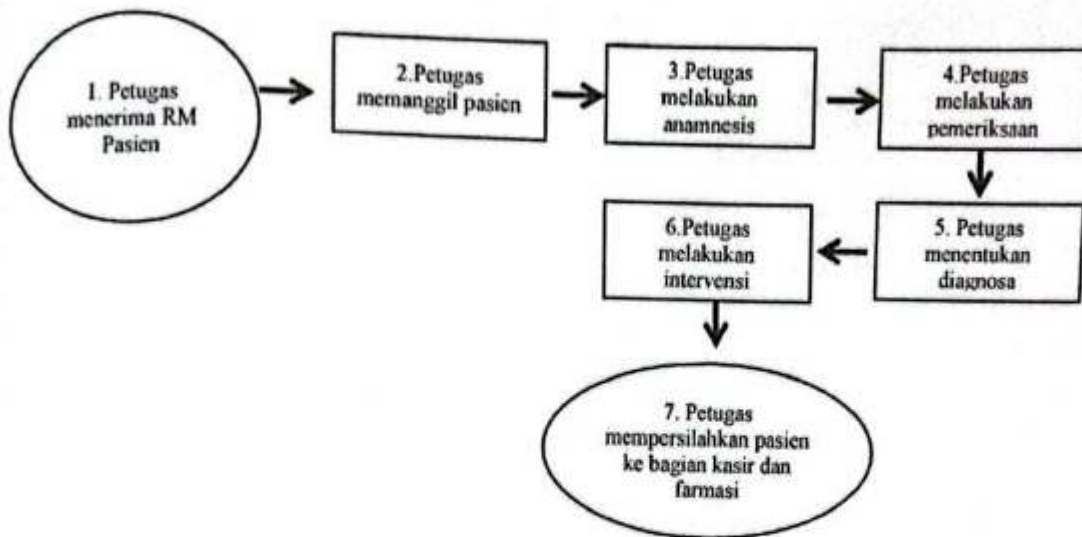 1. Petugas
menerima RM
Pasien
2.Petugas
memanggil pasien
3.Petugas
melakukan
anamnesis
4.Petugas
melakukan
pemeriksaan
5. Petugas
menentukan
diagnosa
6.Petugas
melakukan
intervensi
7. Petugas
mempersilahkan pasien
ke bagian kasir dan
farmasi